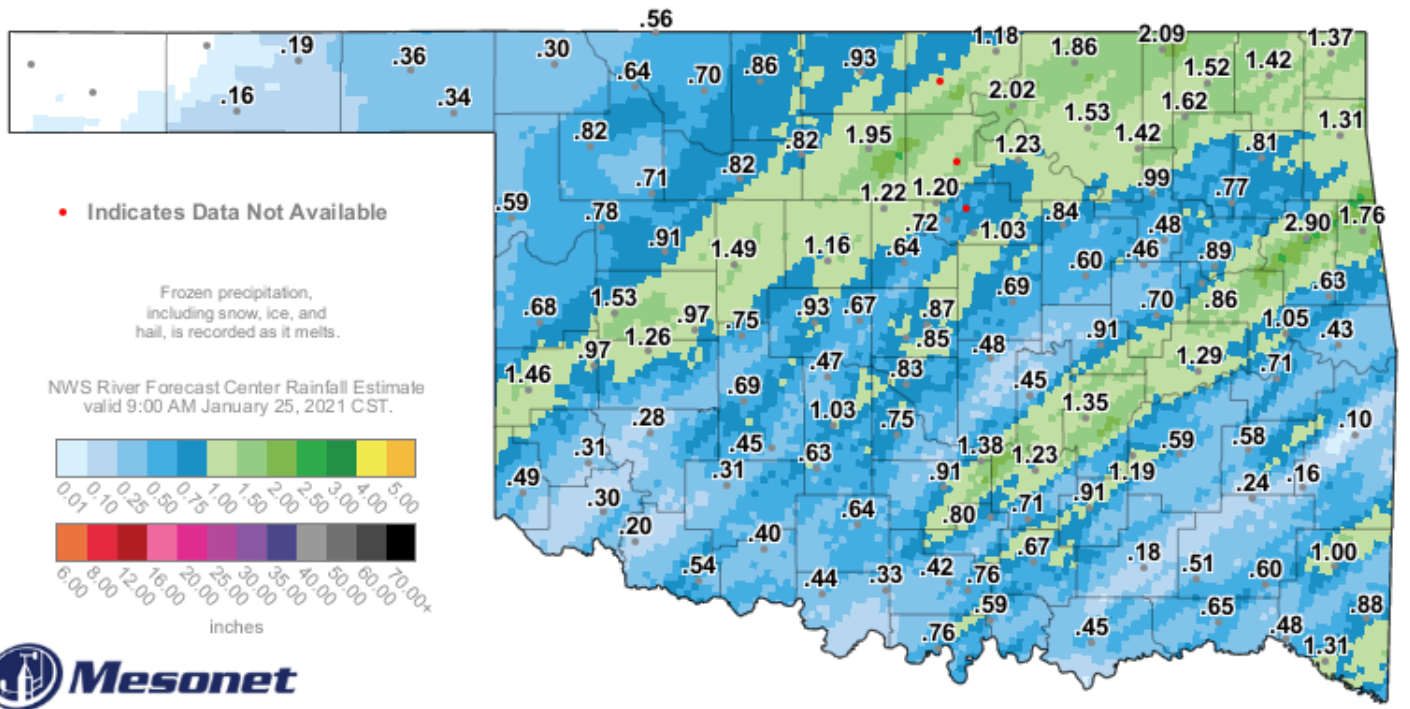 .56
1.18 1.86 2.09 1.37
.19 .36 .30 .64 .70 .86 .93 1.52 1.42
.16 .34 2.02 1.53 1.62
.82 .82 1.95 1.23 1.42 .81 1.31
.71 .82 .99 .77
.59 .78 1.22 1.20 .72 .84 .48 2.90 1.76
Indicates Data Not Available
.91 1.49 1.16 .64 1.03 .60 .46 .89
.69 .63
Frozen precipitation,
including snow, ice, and
hail, is recorded as it melts.
.68 1.53 .97 .75 .93 .67 .87 .70 .86
.97 1.26 .85 .48 .91 1.05 .43
1.46 .47 .83 .45 1.29 .71
NWS River Forecast Center Rainfall Estimate
valid 9:00 AM January 25, 2021 CST.
.69 1.03 .75 1.35 .10
.28 .45 .63 1.38 .59 .58
.31 .31 .91 1.23 1.19 .16
.49 .30 .64 .80 .71 .91 .24
0.01 0.10 0.25 0.50 0.75 1.00 1.50 2.00 2.50 3.00 4.00 5.00
.20 .40 .67 .18 1.00
.54 .44 .33 .42 .76 .51 .60
6.00 8.00 12.00 16.00 20.00 25.00 30.00 35.00 40.00 50.00 60.00 70.00+
inches
.76 .59 .45 .65 .48 .88
1.31
Mesonet